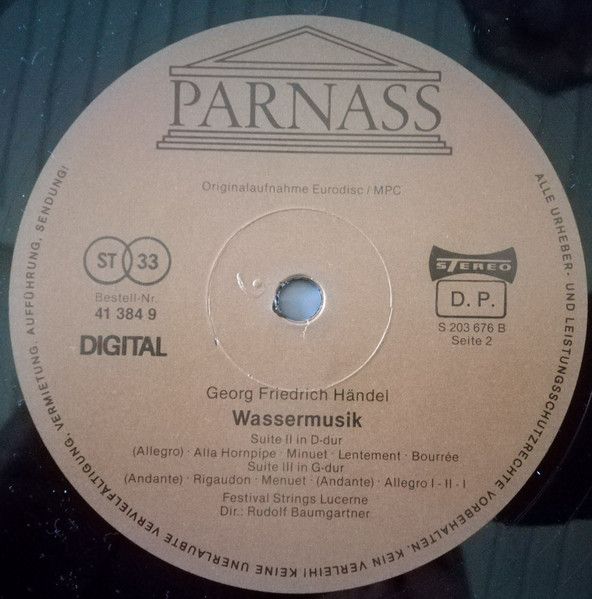 PARNASS
Originalaufnahme Eurodisc / MPC
ST 33
Bestell-Nr.
41 384 9
DIGITAL
STEREO
D. P.
S 203 676 B
Seite 2
Georg Friedrich Händel
Wassermusik
Suite II in D-dur
(Allegro) · Alla Hornpipe · Minuet · Lentement · Bourrée
Suite III in G-dur
(Andante) · Rigaudon · Menuet · (Andante) · Allegro I - II - I
Festival Strings Lucerne
Dir.: Rudolf Baumgartner
ALLE URHEBER- UND LEISTUNGSSCHUTZRECHTE VORBEHALTEN. KEIN VERLEIH! KEINE UNERLAUBTE VERVIELFÄLTIGUNG, VERMIETUNG, AUFFÜHRUNG, SENDUNG!